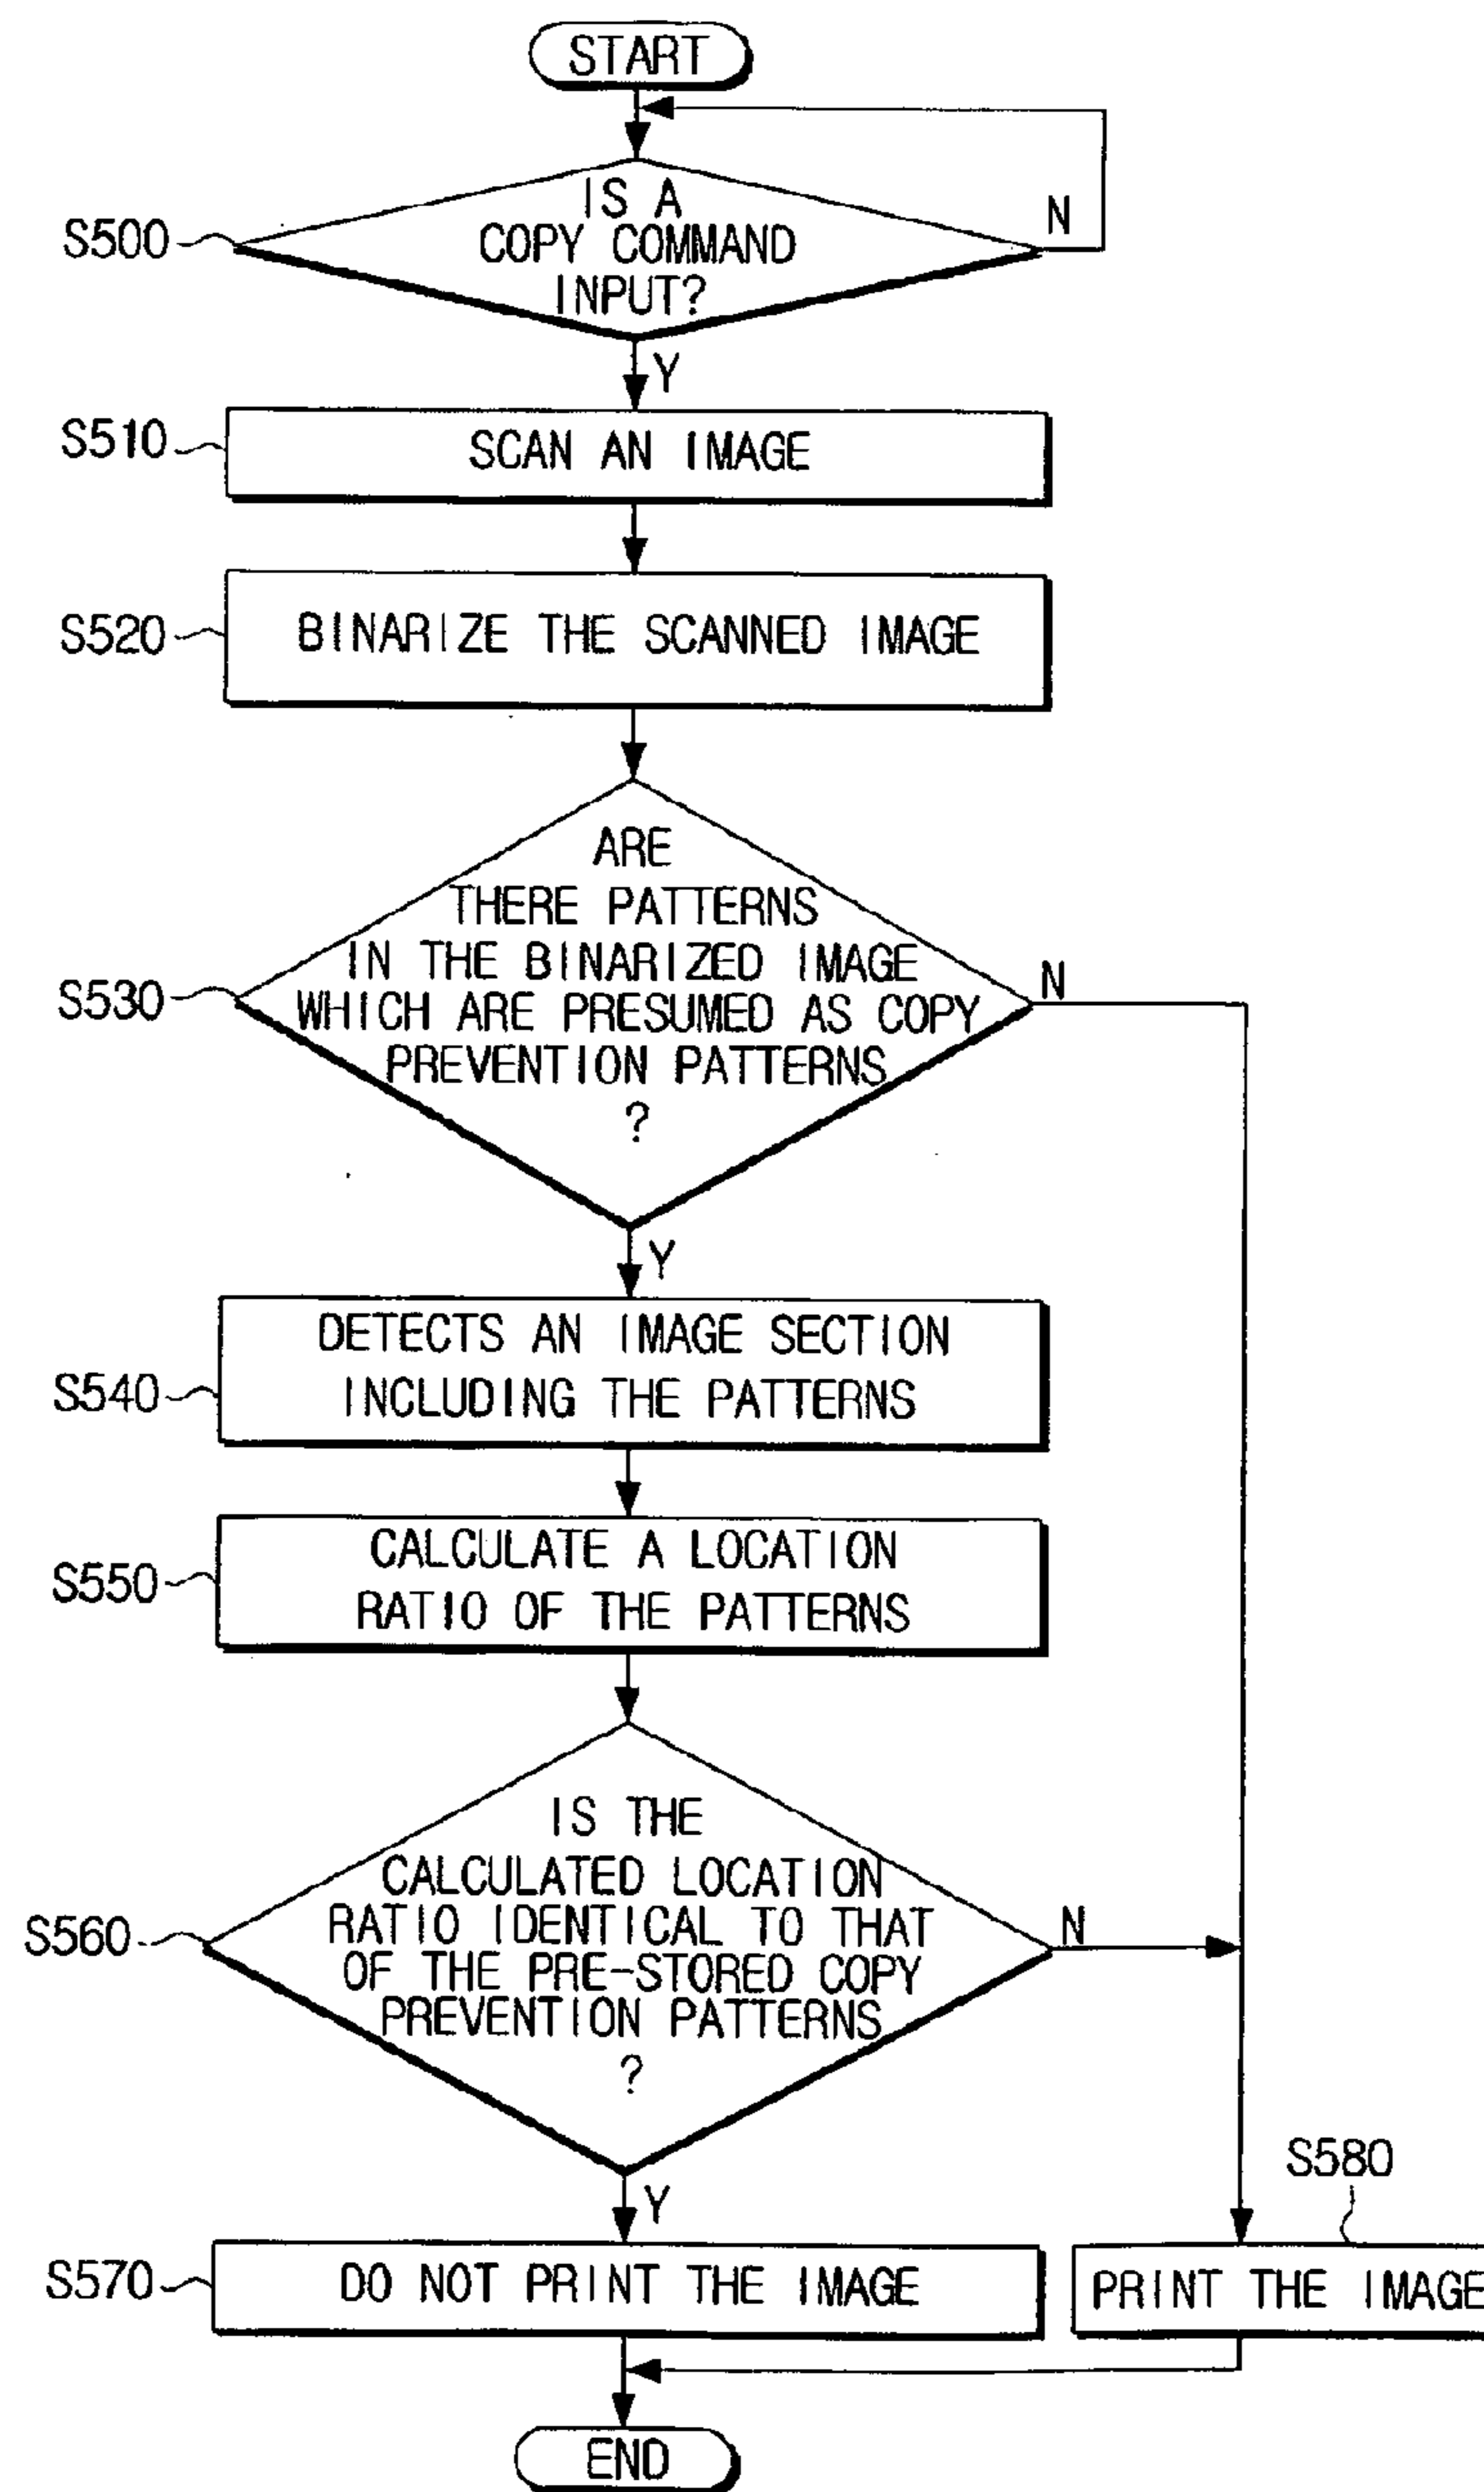 START
IS A
COPY COMMAND
INPUT?
N
S500
Y
S510
SCAN AN IMAGE
S520
BINARIZE THE SCANNED IMAGE
ARE
THERE PATTERNS
IN THE BINARIZED IMAGE
WHICH ARE PRESUMED AS COPY
PREVENTION PATTERNS
?
S530
N
Y
DETECTS AN IMAGE SECTION
INCLUDING THE PATTERNS
S540
CALCULATE A LOCATION
RATIO OF THE PATTERNS
S550
IS THE
CALCULATED LOCATION
RATIO IDENTICAL TO THAT
OF THE PRE-STORED COPY
PREVENTION PATTERNS
?
S560
N
Y
S580
S570
DO NOT PRINT THE IMAGE
PRINT THE IMAGE
END